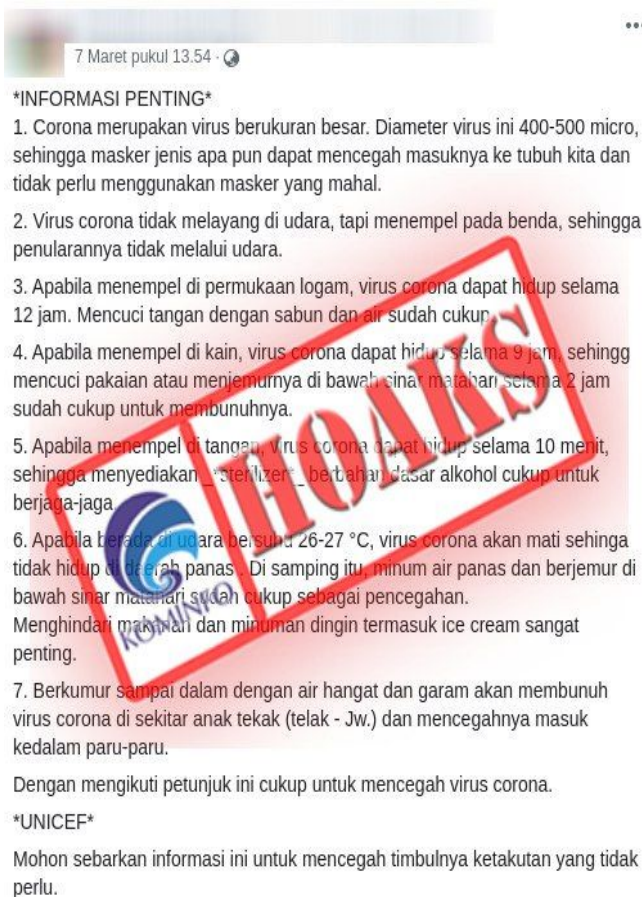 7 Maret pukul 13.54 ·
*INFORMASI PENTING*
1. Corona merupakan virus berukuran besar. Diameter virus ini 400-500 micro,
sehingga masker jenis apa pun dapat mencegah masuknya ke tubuh kita dan
tidak perlu menggunakan masker yang mahal.
2. Virus corona tidak melayang di udara, tapi menempel pada benda, sehingga
penularannya tidak melalui udara.
3. Apabila menempel di permukaan logam, virus corona dapat hidup selama
12 jam. Mencuci tangan dengan sabun dan air sudah cukup.
4. Apabila menempel di kain, virus corona dapat hidup selama 9 jam, sehingg
mencuci pakaian atau menjemurnya di bawah sinar matahari selama 2 jam
sudah cukup untuk membunuhnya.
5. Apabila menempel di tangan, virus corona dapat hidup selama 10 menit,
sehingga menyediakan _*sterilizer*_ berbahan dasar alkohol cukup untuk
berjaga-jaga.
6. Apabila berada di udara bersuhu 26-27 °C, virus corona akan mati sehinga
tidak hidup di daerah panas . Di samping itu, minum air panas dan berjemur di
bawah sinar matahari sudah cukup sebagai pencegahan.
Menghindari makanan dan minuman dingin termasuk ice cream sangat
penting.
7. Berkumur sampai dalam dengan air hangat dan garam akan membunuh
virus corona di sekitar anak tekak (telak - Jw.) dan mencegahnya masuk
kedalam paru-paru.
Dengan mengikuti petunjuk ini cukup untuk mencegah virus corona.
*UNICEF*
Mohon sebarkan informasi ini untuk mencegah timbulnya ketakutan yang tidak
perlu.
HOAKS
KOMINFO